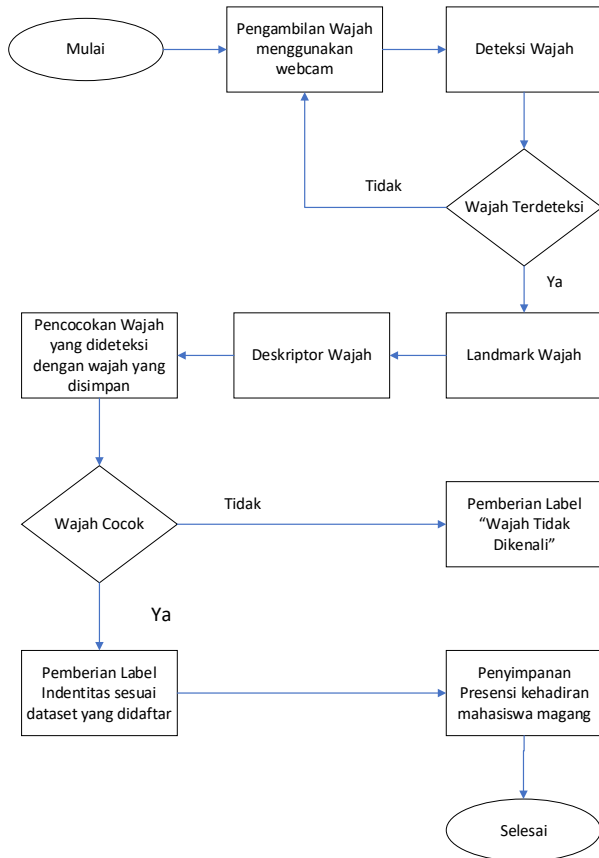 Mulai
Pengambilan Wajah
menggunakan
webcam
Deteksi Wajah
Tidak
Wajah Terdeteksi
Ya
Pencocokan Wajah
yang dideteksi
dengan wajah yang
disimpan
Deskriptor Wajah
Landmark Wajah
Wajah Cocok
Tidak
Pemberian Label
“Wajah Tidak
Dikenali”
Ya
Pemberian Label
Indentitas sesuai
dataset yang didaftar
Penyimpanan
Presensi kehadiran
mahasiswa magang
Selesai